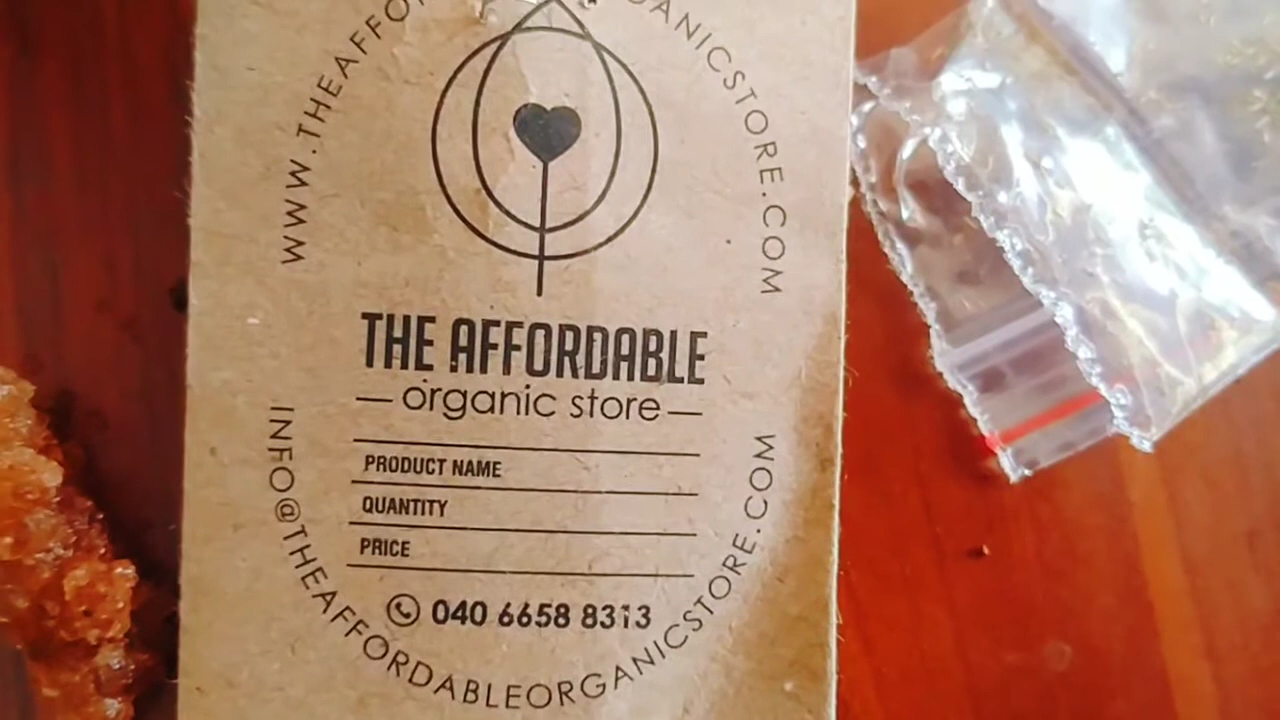 WWW.THEAFFO
ANICSTORE.COM
THE AFFORDABLE
organic store
PRODUCT NAME
QUANTITY
PRICE
040 6658 8313
INFO@THEAFFORDABLEORGANICSTORE.COM